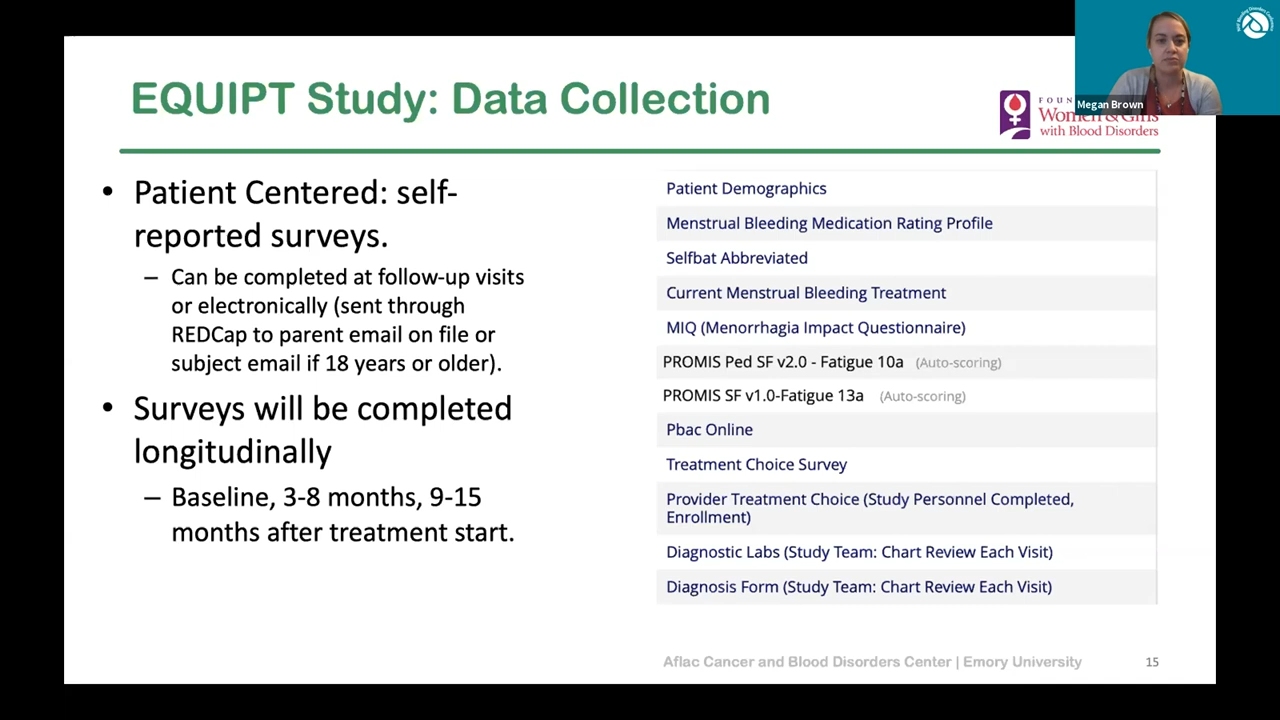 EQUIPT Study: Data Collection
Megan Brown
FOUN
Women & Girls
with Blood Disorders
• Patient Centered: self-
reported surveys.
– Can be completed at follow-up visits
or electronically (sent through
REDCap to parent email on file or
subject email if 18 years or older).
• Surveys will be completed
longitudinally
– Baseline, 3-8 months, 9-15
months after treatment start.
Patient Demographics
Menstrual Bleeding Medication Rating Profile
Selfbat Abbreviated
Current Menstrual Bleeding Treatment
MIQ (Menorrhagia Impact Questionnaire)
PROMIS Ped SF v2.0 - Fatigue 10a (Auto-scoring)
PROMIS SF v1.0-Fatigue 13a (Auto-scoring)
Pbac Online
Treatment Choice Survey
Provider Treatment Choice (Study Personnel Completed,
Enrollment)
Diagnostic Labs (Study Team: Chart Review Each Visit)
Diagnosis Form (Study Team: Chart Review Each Visit)
Aflac Cancer and Blood Disorders Center | Emory University
15